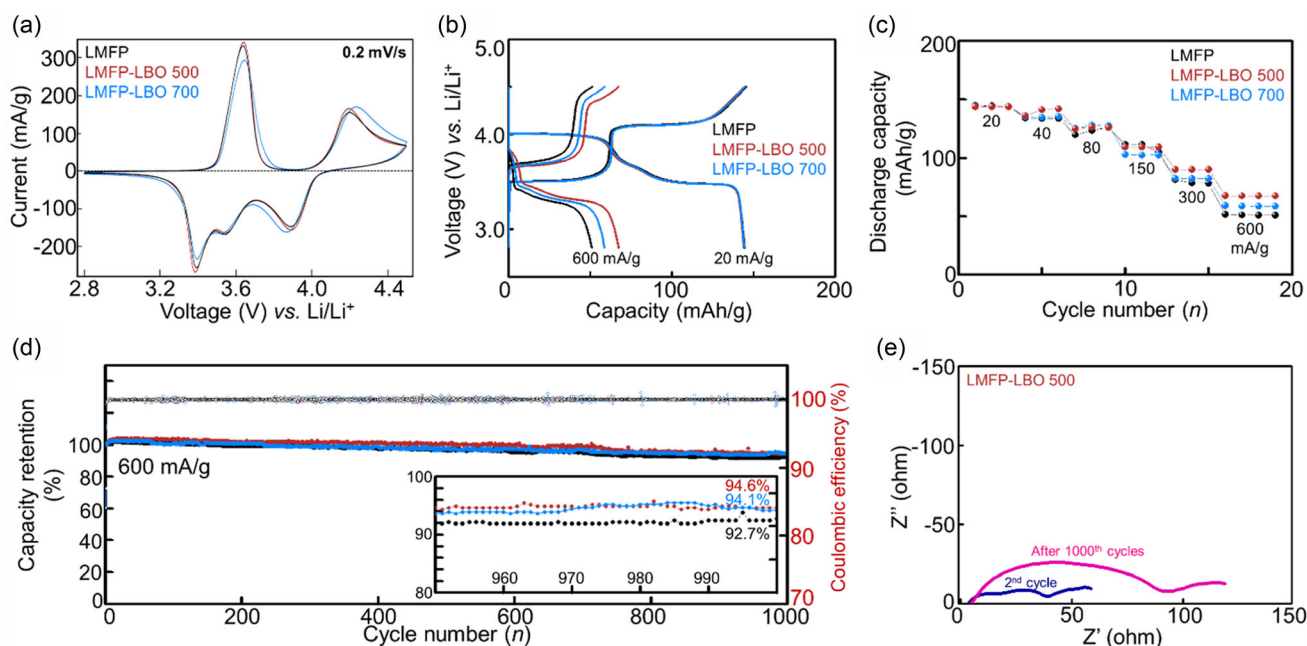 (a)
Current (mA/g)
300
200
100
0
-100
-200
LMFP
LMFP-LBO 500
LMFP-LBO 700
0.2 mV/s
2.8
3.2
3.6
4.0
4.4
Voltage (V) vs. Li/Li⁺
(b)
Voltage (V) vs. Li/Li⁺
5.0
4.0
3.0
LMFP
LMFP-LBO 500
LMFP-LBO 700
600 mA/g
20 mA/g
0
100
200
Capacity (mAh/g)
(c)
Discharge capacity
(mAh/g)
200
100
0
LMFP
LMFP-LBO 500
LMFP-LBO 700
20
40
80
150
300
600
mA/g
0
10
20
Cycle number (n)
(d)
Capacity retention
(%)
100
80
60
40
20
0
600 mA/g
100
90
80
70
Coulombic efficiency (%)
100
96
92
88
80
94.6%
94.1%
92.7%
960
970
980
990
0
200
400
600
800
1000
Cycle number (n)
(e)
Z'' (ohm)
-150
-100
-50
0
LMFP-LBO 500
After 1000th cycles
2nd cycle
0
50
100
150
Z' (ohm)